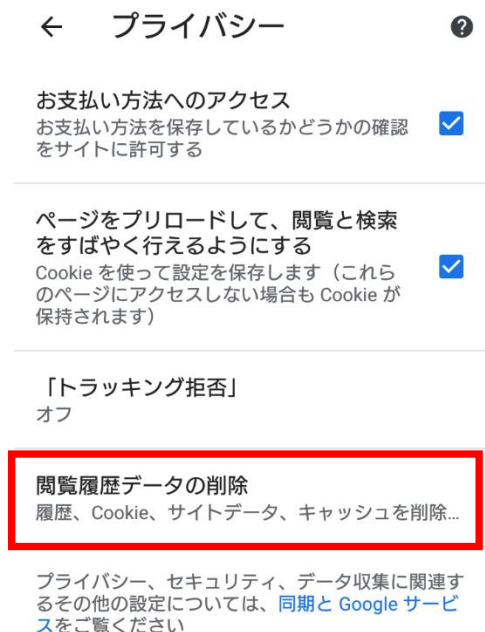 プライバシー
お支払い方法へのアクセス
お支払い方法を保存しているかどうかの確認
をサイトに許可する
ページをプリロードして、閲覧と検索
をすばやく行えるようにする
Cookie を使って設定を保存します（これら
のページにアクセスしない場合も Cookie が
保持されます）
「トラッキング拒否」
オフ
閲覧履歴データの削除
履歴、Cookie、サイトデータ、キャッシュを削除...
プライバシー、セキュリティ、データ収集に関連す
るその他の設定については、同期と Google サービ
スをご覧ください